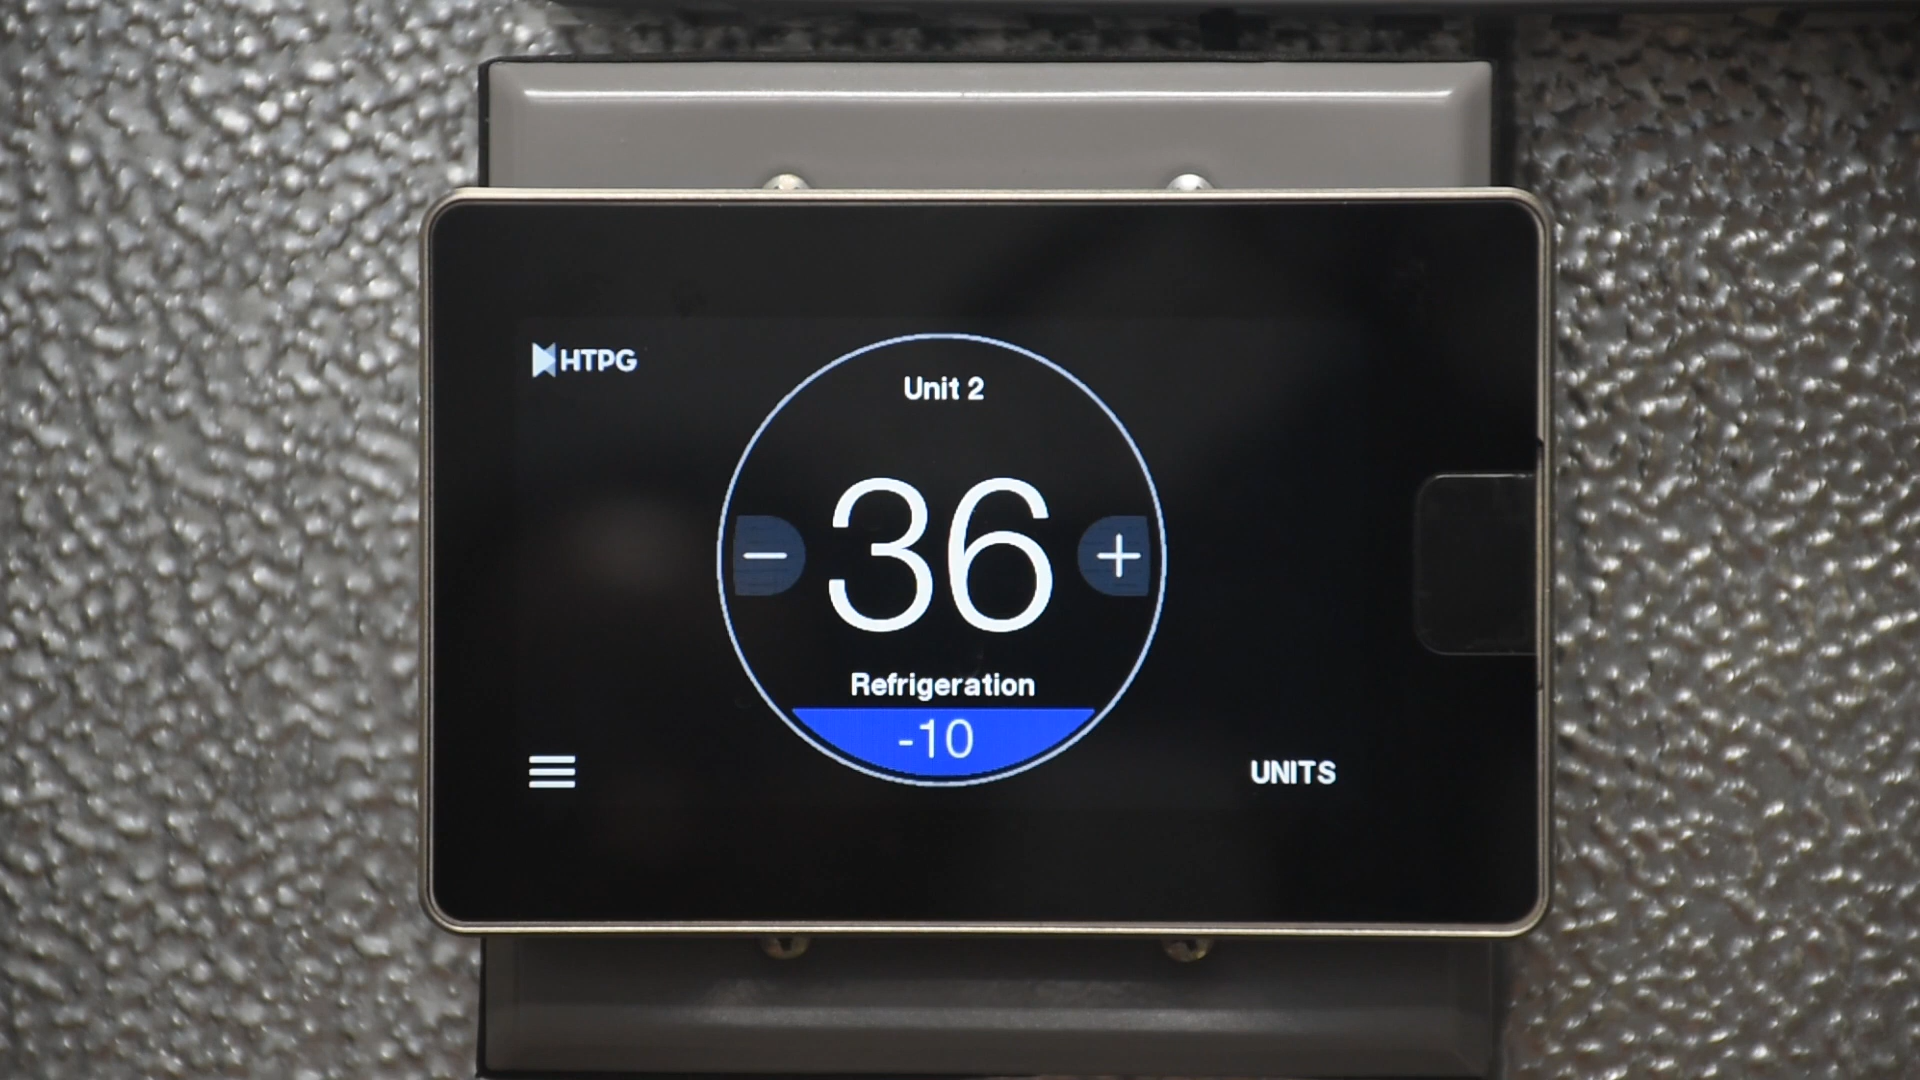 HTPG
Unit 2
− 36 +
Refrigeration
-10
UNITS